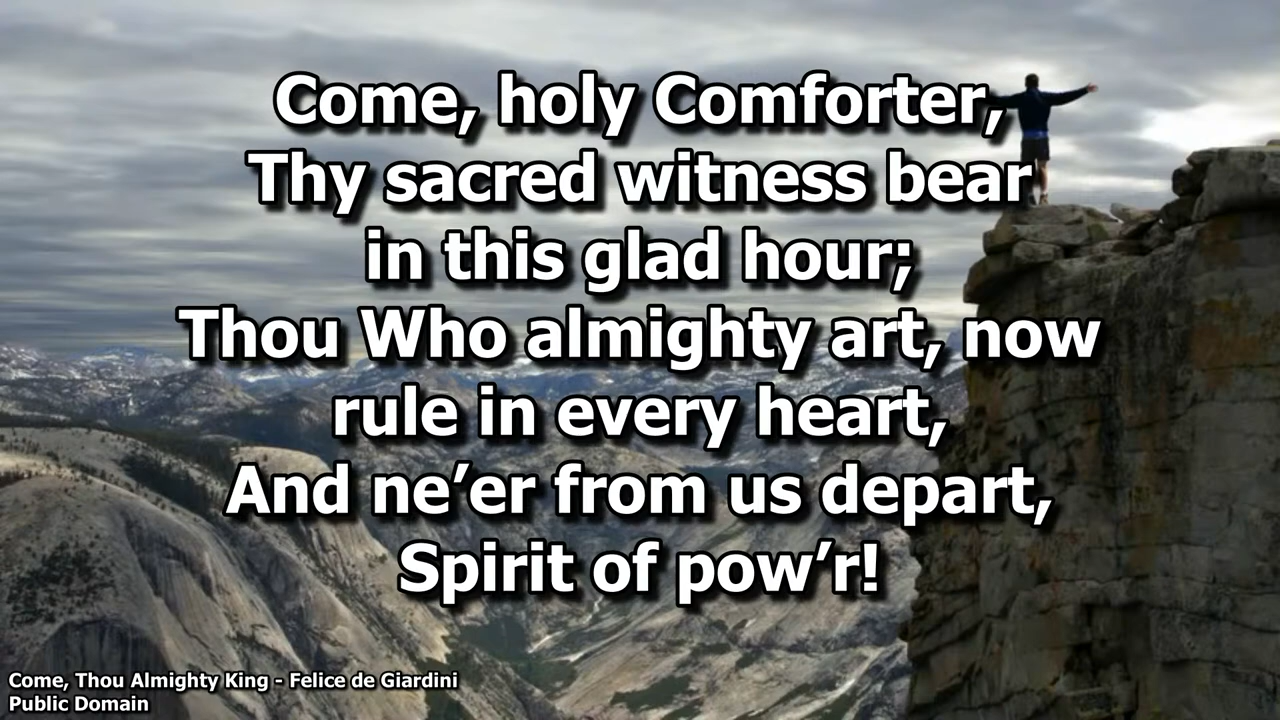 Come, holy Comforter,
Thy sacred witness bear
in this glad hour;
Thou Who almighty art, now
rule in every heart,
And ne’er from us depart,
Spirit of pow’r!
Come, Thou Almighty King - Felice de Giardini
Public Domain